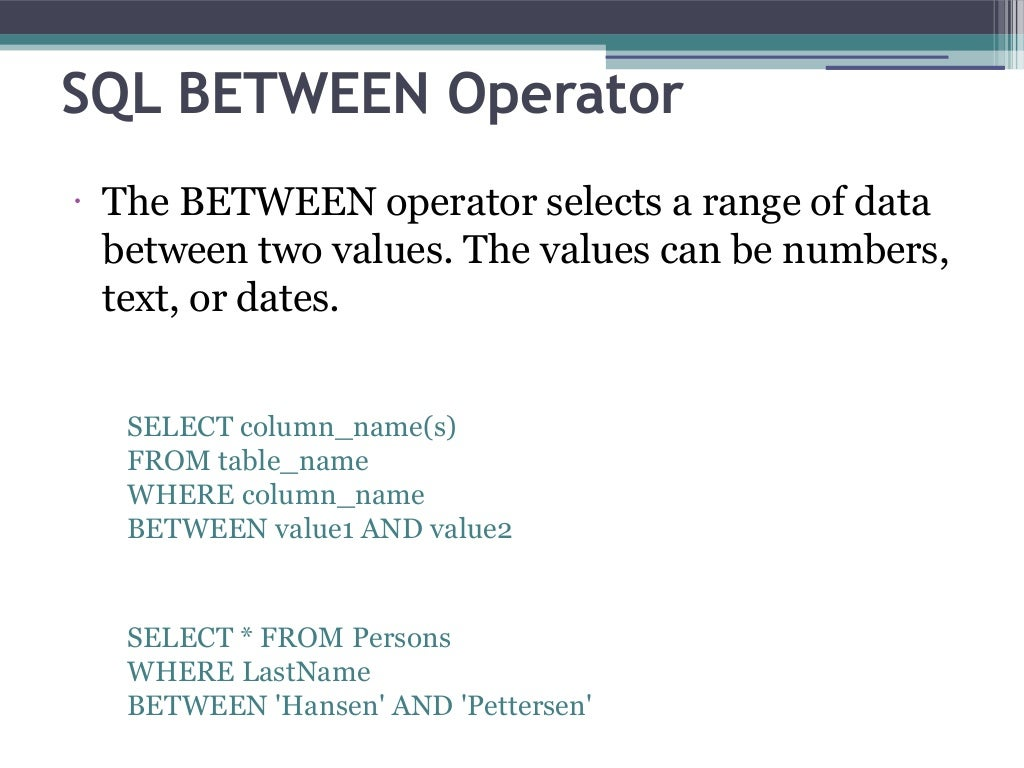 SQL BETWEEN Operator
· The BETWEEN operator selects a range of data
between two values. The values can be numbers,
text, or dates.
SELECT column_name(s)
FROM table_name
WHERE column_name
BETWEEN value1 AND value2
SELECT * FROM Persons
WHERE LastName
BETWEEN 'Hansen' AND 'Pettersen'